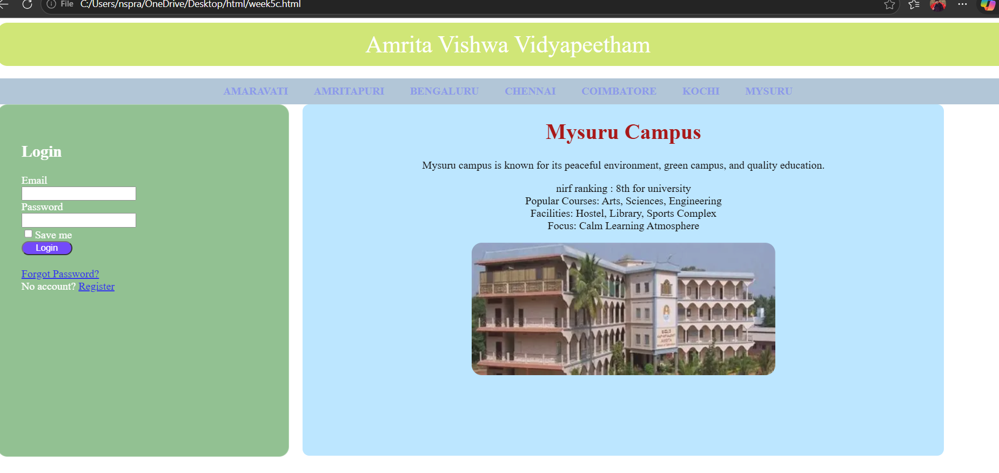 File C:/Users/nspra/OneDrive/Desktop/html/week5c.html
Amrita Vishwa Vidyapeetham
AMARAVATI AMRITAPURI BENGALURU CHENNAI COIMBATORE KOCHI MYSURU
Login
Email
Password
Save me
Login
Forgot Password?
No account? Register
Mysuru Campus
Mysuru campus is known for its peaceful environment, green campus, and quality education.
nirf ranking : 8th for university
Popular Courses: Arts, Sciences, Engineering
Facilities: Hostel, Library, Sports Complex
Focus: Calm Learning Atmosphere
AMRITA